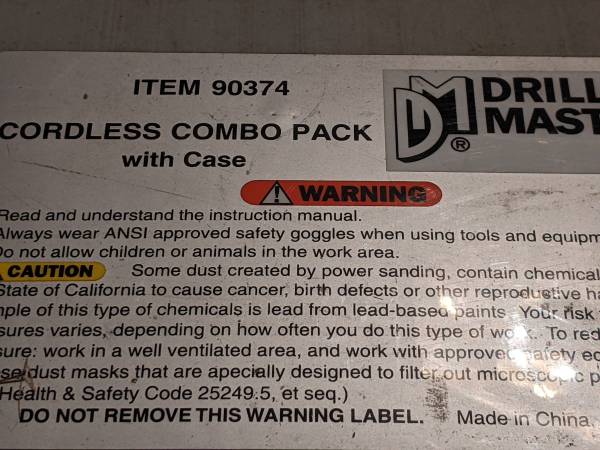 ITEM 90374
DRILL
MAST
DM
®
CORDLESS COMBO PACK
with Case
WARNING
Read and understand the instruction manual.
Always wear ANSI approved safety goggles when using tools and equipm
Do not allow children or animals in the work area.
CAUTION Some dust created by power sanding, contain chemical
State of California to cause cancer, birth defects or other reproductive ha
mple of this type of chemicals is lead from lead-based paints. Your risk
sures varies, depending on how often you do this type of work. To red
sure: work in a well ventilated area, and work with approved safety eq
se dust masks that are apecially designed to filter out microscopic p
Health & Safety Code 25249.5, et seq.)
DO NOT REMOVE THIS WARNING LABEL. Made in China.